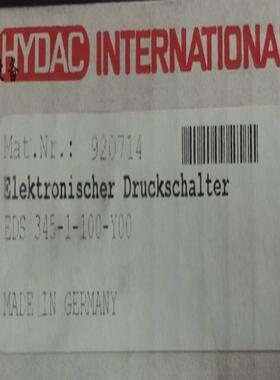 HYDAC INTERNATIONA
Mat.Nr.: 920714
Elektronischer Druckschalter
EDS 345-1-100-Y00
MADE IN GERMANY